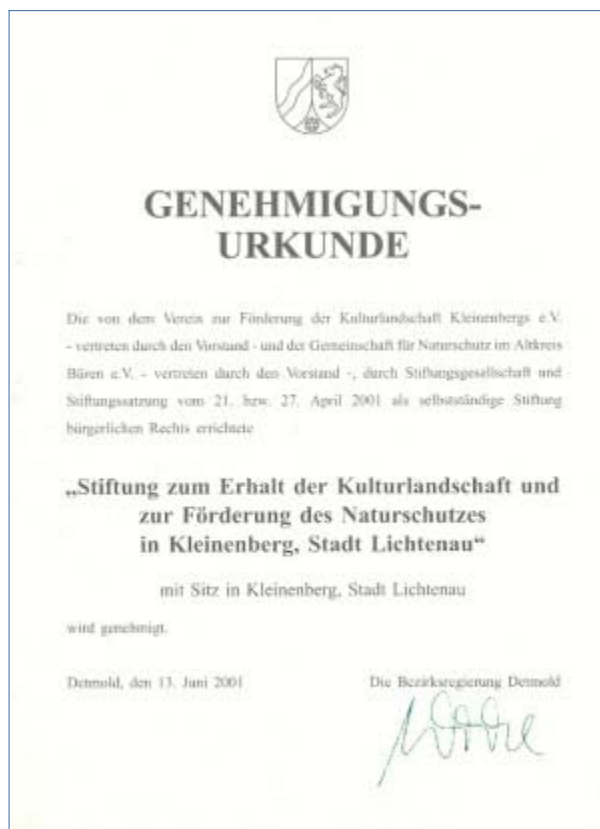 GENEHMIGUNGS-
URKUNDE
Die von dem Verein zur Förderung der Kulturlandschaft Kleinenbergs e.V.
- vertreten durch den Vorstand - und der Gemeinschaft für Naturschutz im Altkreis
Büren e.V. - vertreten durch den Vorstand -, durch Stiftungsgesellschaft und
Stiftungssatzung vom 21. bzw. 27. April 2001 als selbstständige Stiftung
bürgerlichen Rechts errichtete
„Stiftung zum Erhalt der Kulturlandschaft und
zur Förderung des Naturschutzes
in Kleinenberg, Stadt Lichtenau“
mit Sitz in Kleinenberg, Stadt Lichtenau
wird genehmigt.
Detmold, den 13. Juni 2001 Die Bezirksregierung Detmold